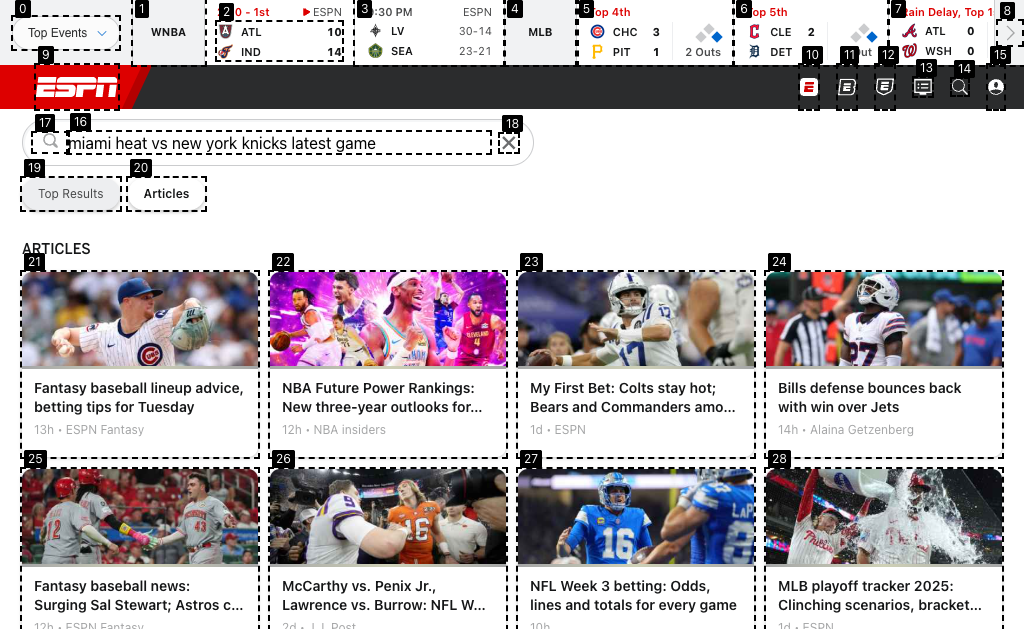 0
1
2
3
4
5
6
7
8
Top Events
WNBA
0 - 1st
ESPN
ATL 10
IND 14
:30 PM
ESPN
LV 30-14
SEA 23-21
MLB
Top 4th
CHC 3
PIT 1
2 Outs
Top 5th
CLE 2
DET
Out
Rain Delay, Top 1
ATL 0
WSH 0
9
ESPN
10
11
12
13
14
15
17
16
18
miami heat vs new york knicks latest game
19
20
Top Results
Articles
ARTICLES
21
22
23
24
Fantasy baseball lineup advice,
betting tips for Tuesday
13h • ESPN Fantasy
NBA Future Power Rankings:
New three-year outlooks for...
12h • NBA insiders
My First Bet: Colts stay hot;
Bears and Commanders amo...
1d • ESPN
Bills defense bounces back
with win over Jets
14h • Alaina Getzenberg
25
26
27
28
Fantasy baseball news:
Surging Sal Stewart; Astros c...
12h • ESPN Fantasy
McCarthy vs. Penix Jr.,
Lawrence vs. Burrow: NFL W...
2d • J.J. Post
NFL Week 3 betting: Odds,
lines and totals for every game
10h
MLB playoff tracker 2025:
Clinching scenarios, bracket...
1d • ESPN